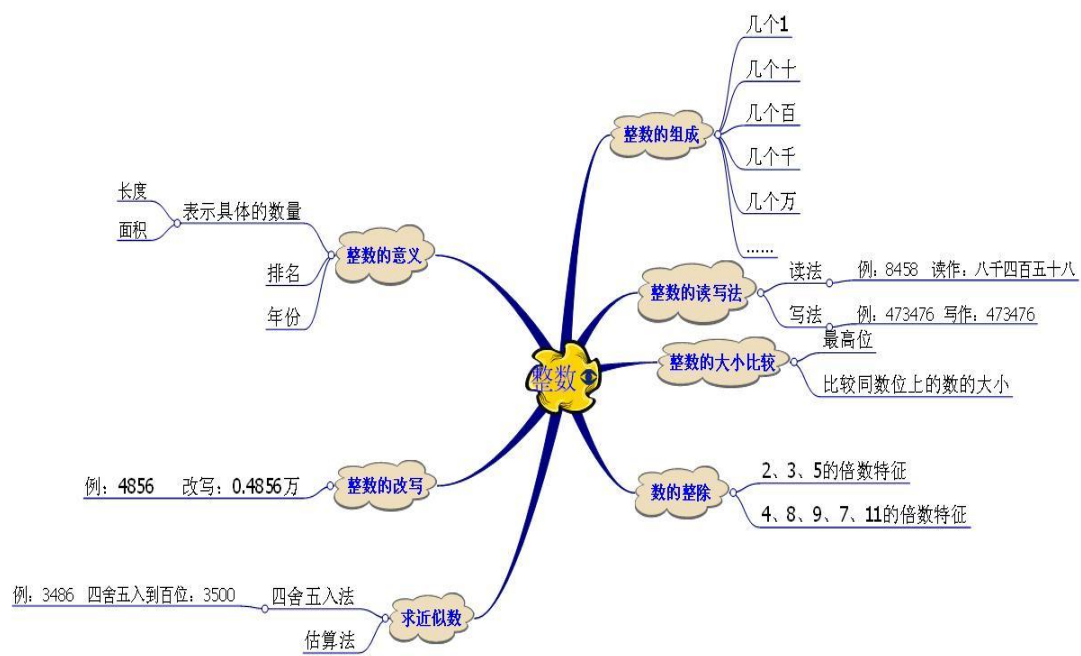 整数
整数的组成
几个1
几个十
几个百
几个千
几个万
……
整数的读写法
读法
例：8458 读作：八千四百五十八
写法
例：473476 写作：473476
整数的大小比较
最高位
比较同数位上的数的大小
数的整除
2、3、5的倍数特征
4、8、9、7、11的倍数特征
整数的意义
表示具体的数量
长度
面积
排名
年份
整数的改写
例：4856 改写：0.4856万
求近似数
四舍五入法
例：3486 四舍五入到百位：3500
估算法